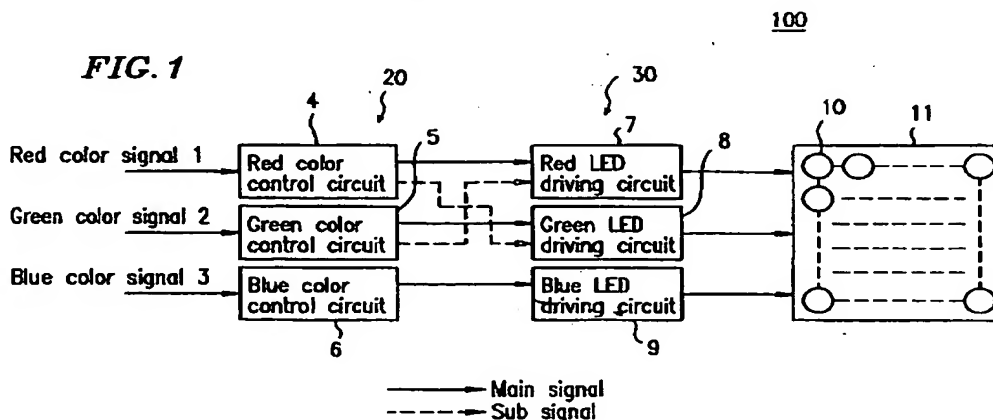 100
FIG. 1
20
30
4
5
7
8
10
11
Red color signal 1
Red color
control circuit
Red LED
driving circuit
Green color signal 2
Green color
control circuit
Green LED
driving circuit
Blue color signal 3
Blue color
control circuit
Blue LED
driving circuit
6
9
Main signal
Sub signal